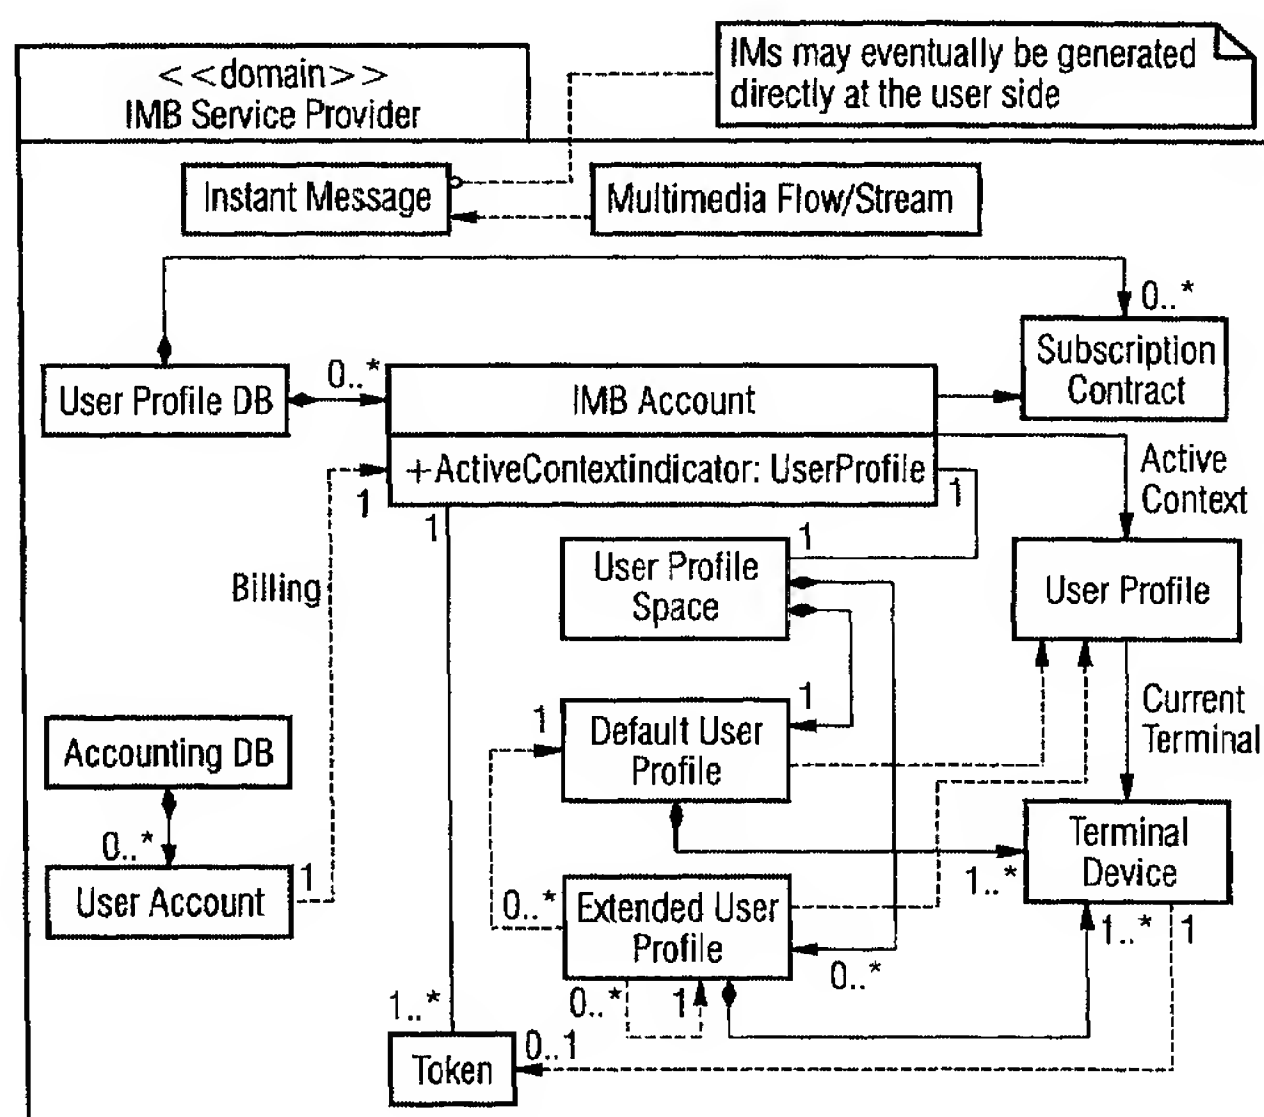 IMs may eventually be generated
directly at the user side
<<domain>>
IMB Service Provider
Instant Message
Multimedia Flow/Stream
0..*
Subscription
Contract
User Profile DB
0..*
IMB Account
+ActiveContextindicator: UserProfile
1
1
1
Active
Context
1
User Profile
Space
User Profile
Billing
Current
Terminal
1
1
Default User
Profile
Accounting DB
0..*
User Account
1
Terminal
Device
1..*
0..*
Extended User
Profile
1..*
1
0..*
0..*
1
1..*
Token
0..1